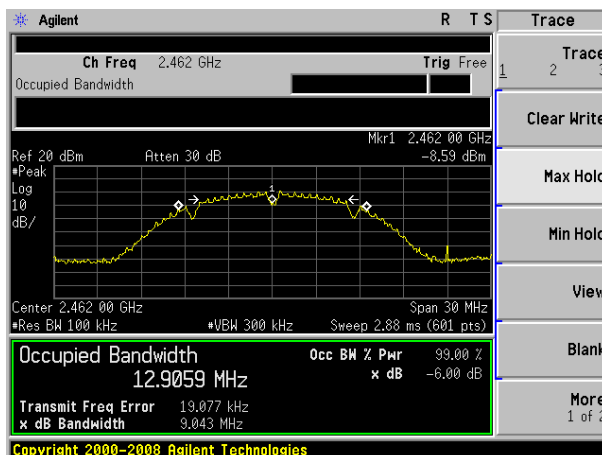 Agilent R T S Trace
Ch Freq 2.462 GHz Trig Free
Occupied Bandwidth
Trace
1 2 3
Clear Write
Max Hold
Min Hold
View
Blank
More
1 of 2
Mkr1 2.462 00 GHz
Ref 20 dBm Atten 30 dB -8.59 dBm
#Peak
Log
10
dB/
1
Center 2.462 00 GHz Span 30 MHz
#Res BW 100 kHz #VBW 300 kHz Sweep 2.88 ms (601 pts)
Occupied Bandwidth Occ BW % Pwr 99.00 %
12.9059 MHz x dB -6.00 dB
Transmit Freq Error 19.077 kHz
x dB Bandwidth 9.043 MHz
Copyright 2000-2008 Agilent Technologies